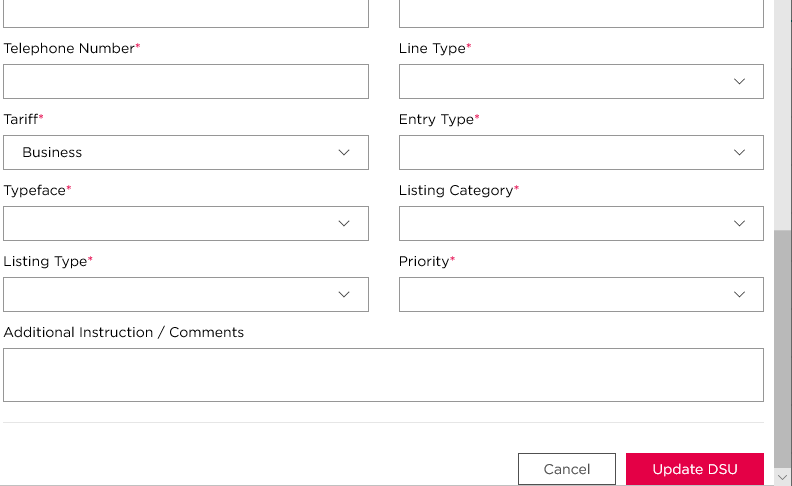 Telephone Number*
Line Type*
Tariff*
Entry Type*
Business
Typeface*
Listing Category*
Listing Type*
Priority*
Additional Instruction / Comments
Cancel
Update DSU